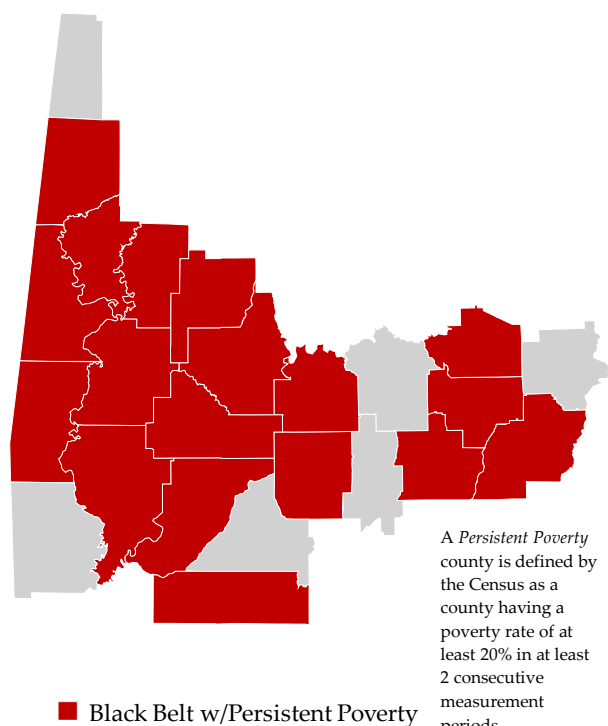 A Persistent Poverty
county is defined by
the Census as a
county having a
poverty rate of at
least 20% in at least
2 consecutive
measurement
periods
Black Belt w/Persistent Poverty